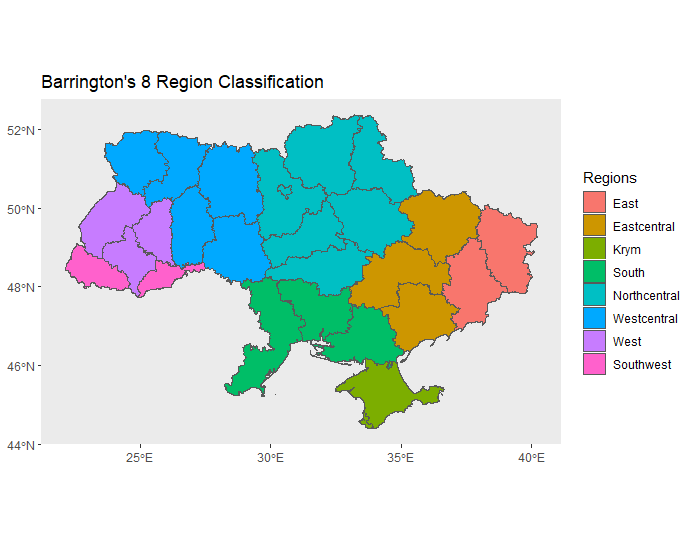 Barrington's 8 Region Classification
52°N
50°N
48°N
46°N
44°N
25°E
30°E
35°E
40°E
Regions
East
Eastcentral
Krym
South
Northcentral
Westcentral
West
Southwest